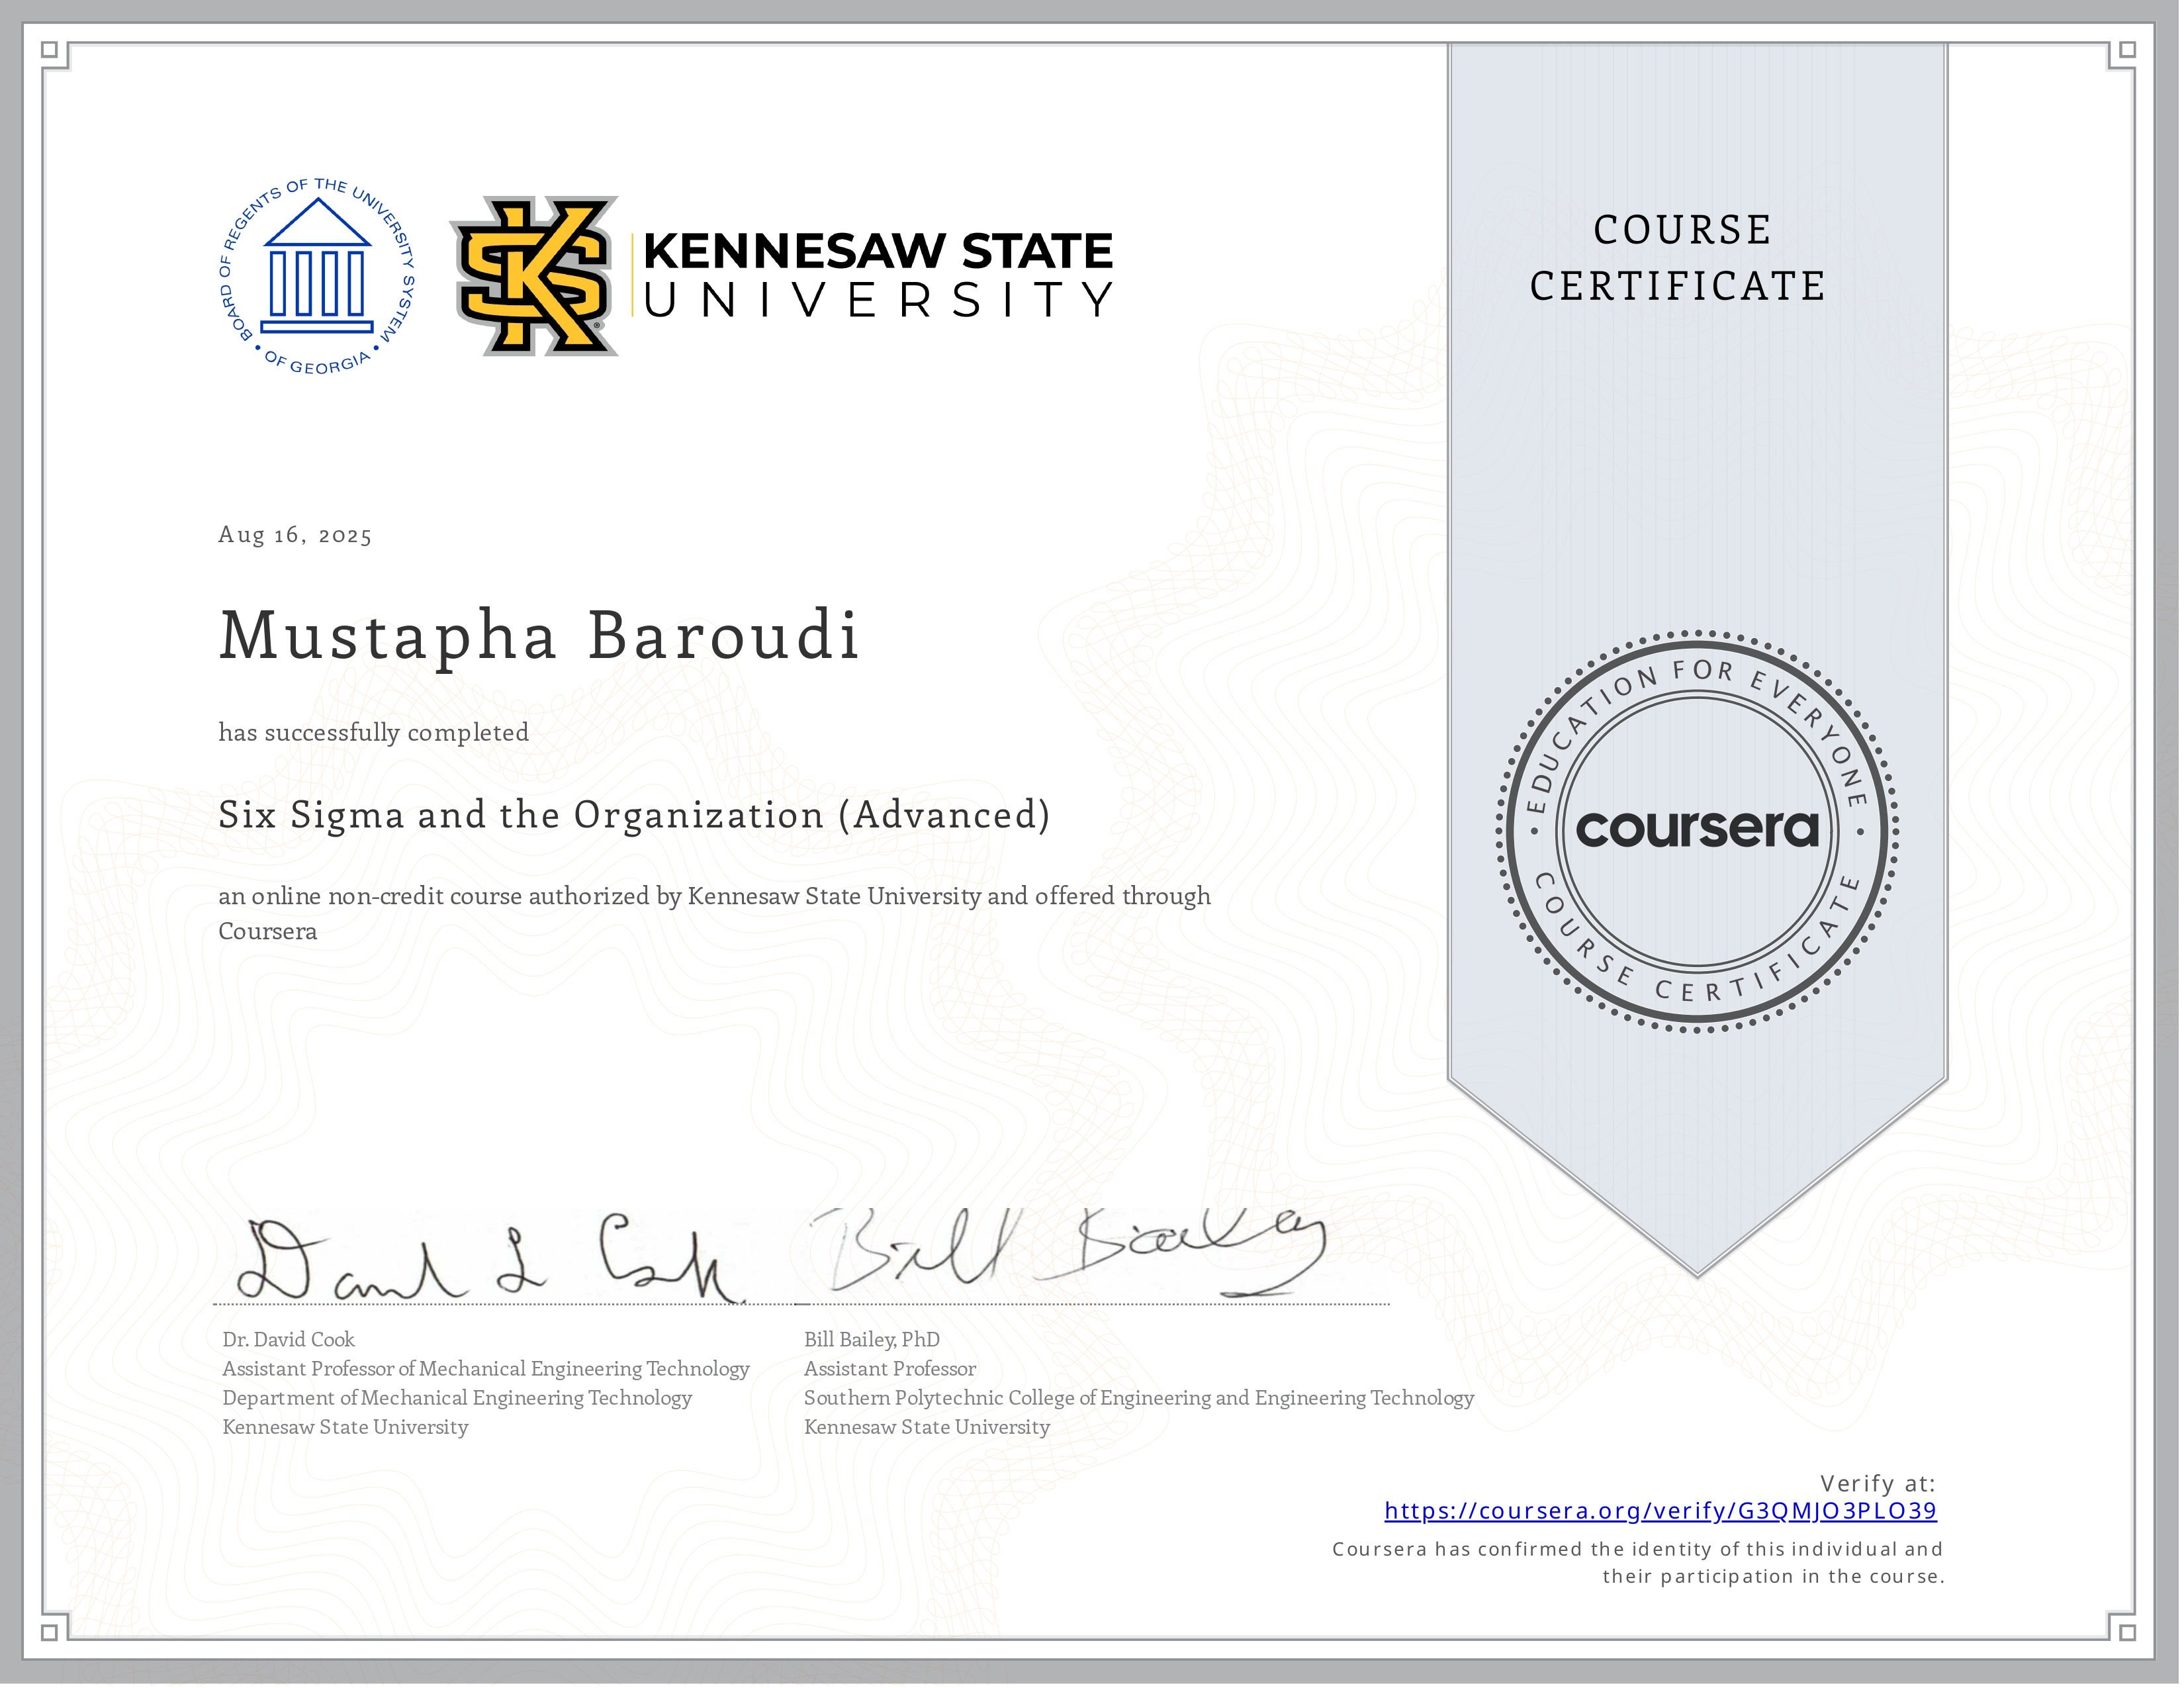 BOARD OF REGENTS OF THE UNIVERSITY SYSTEM
• OF GEORGIA •
KS
®
KENNESAW STATE
UNIVERSITY
COURSE
CERTIFICATE
Aug 16, 2025
Mustapha Baroudi
has successfully completed
Six Sigma and the Organization (Advanced)
an online non-credit course authorized by Kennesaw State University and offered through
Coursera
• EDUCATION FOR EVERYONE •
coursera
COURSE CERTIFICATE
David L Cook
Bill Bailey
Dr. David Cook
Assistant Professor of Mechanical Engineering Technology
Department of Mechanical Engineering Technology
Kennesaw State University
Bill Bailey, PhD
Assistant Professor
Southern Polytechnic College of Engineering and Engineering Technology
Kennesaw State University
Verify at:
https://coursera.org/verify/G3QMJO3PLO39
Coursera has confirmed the identity of this individual and
their participation in the course.